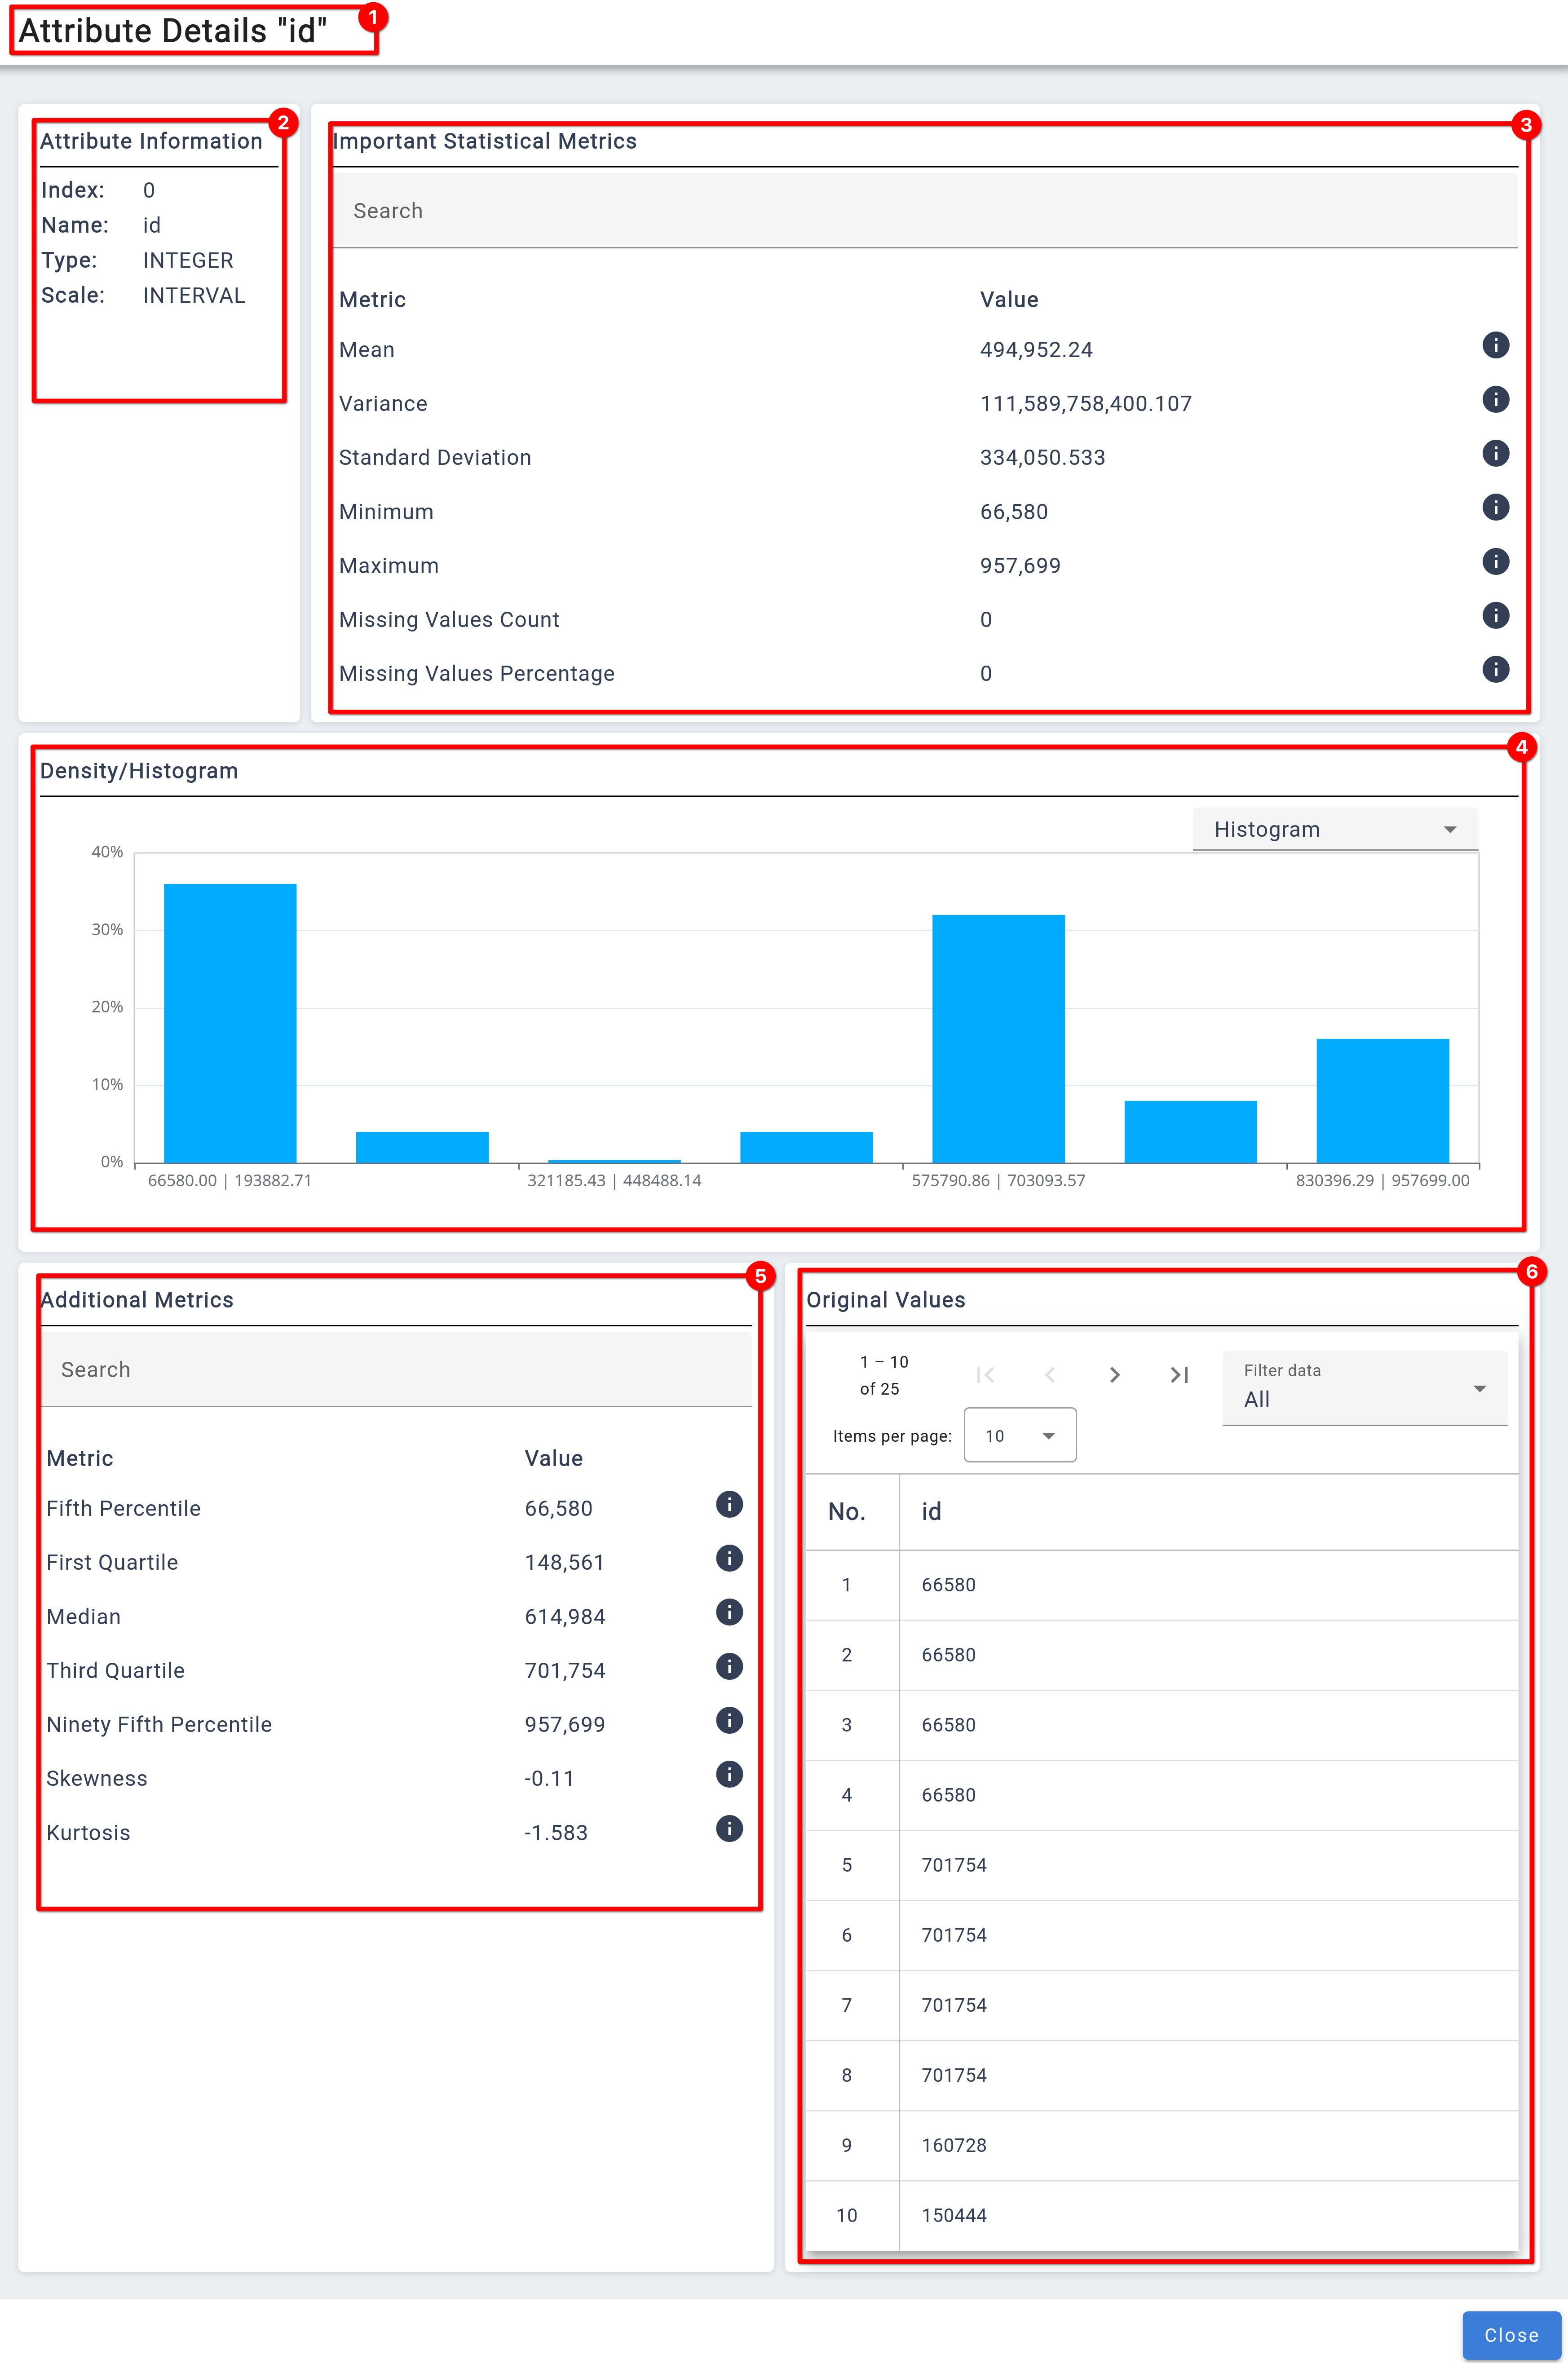 Attribute Details "id"
1
Attribute Information
2
Index: 0
Name: id
Type: INTEGER
Scale: INTERVAL
Important Statistical Metrics
3
Search
Metric Value
Mean 494,952.24
Variance 111,589,758,400.107
Standard Deviation 334,050.533
Minimum 66,580
Maximum 957,699
Missing Values Count 0
Missing Values Percentage 0
Density/Histogram
4
Histogram
40%
30%
20%
10%
0%
66580.00 | 193882.71
321185.43 | 448488.14
575790.86 | 703093.57
830396.29 | 957699.00
Additional Metrics
5
Search
Metric Value
Fifth Percentile 66,580
First Quartile 148,561
Median 614,984
Third Quartile 701,754
Ninety Fifth Percentile 957,699
Skewness -0.11
Kurtosis -1.583
Original Values
6
1 – 10
of 25
Items per page: 10
Filter data
All
No. id
1 66580
2 66580
3 66580
4 66580
5 701754
6 701754
7 701754
8 701754
9 160728
10 150444
Close